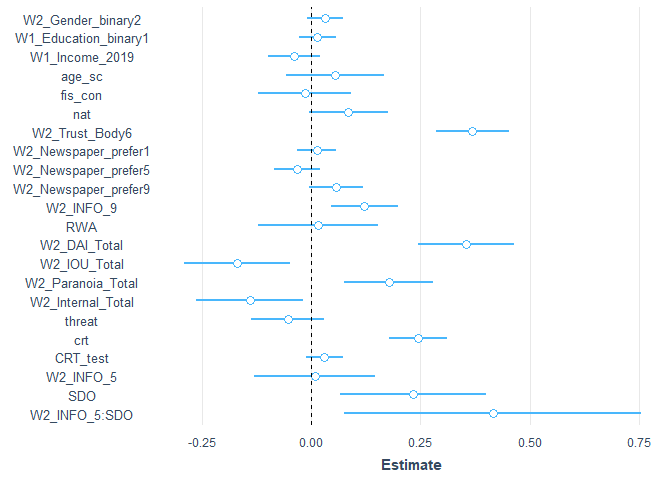 W2_Gender_binary2
W1_Education_binary1
W1_Income_2019
age_sc
fis_con
nat
W2_Trust_Body6
W2_Newspaper_prefer1
W2_Newspaper_prefer5
W2_Newspaper_prefer9
W2_INFO_9
RWA
W2_DAI_Total
W2_IOU_Total
W2_Paranoia_Total
W2_Internal_Total
threat
crt
CRT_test
W2_INFO_5
SDO
W2_INFO_5:SDO
-0.25 0.00 0.25 0.50 0.75
Estimate